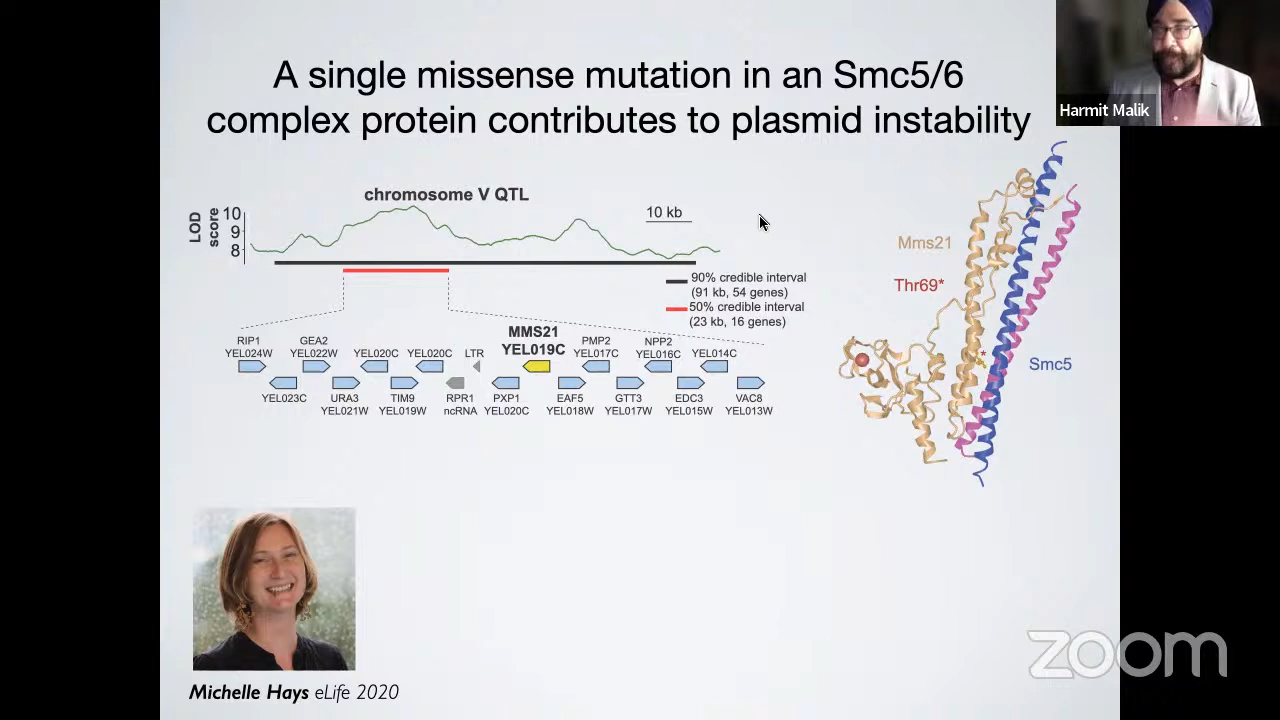 A single missense mutation in an Smc5/6
complex protein contributes to plasmid instability
Harmit Malik
chromosome V QTL
LOD
score
10
9
8
10 kb
90% credible interval
(91 kb, 54 genes)
50% credible interval
(23 kb, 16 genes)
MMS21
YEL019C
RIP1
YEL024W
GEA2
YEL022W
YEL020C
YEL020C
LTR
PMP2
YEL017C
NPP2
YEL016C
YEL014C
YEL023C
URA3
YEL021W
TIM9
YEL019W
RPR1
ncRNA
PXP1
YEL020C
EAF5
YEL018W
GTT3
YEL017W
EDC3
YEL015W
VAC8
YEL013W
Mms21
Thr69*
*
Smc5
Michelle Hays eLife 2020
zoom